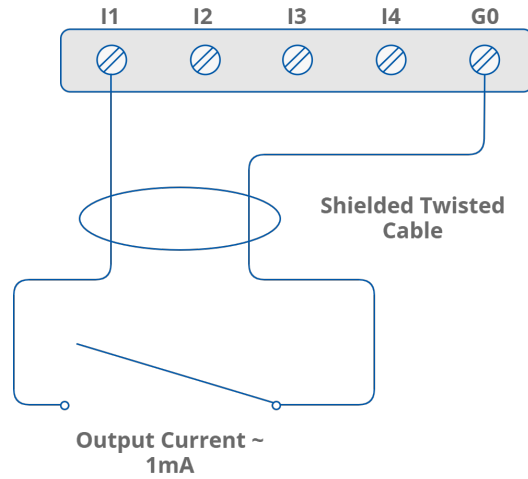 I1 I2 I3 I4 G0
Shielded Twisted
Cable
Output Current ~
1mA